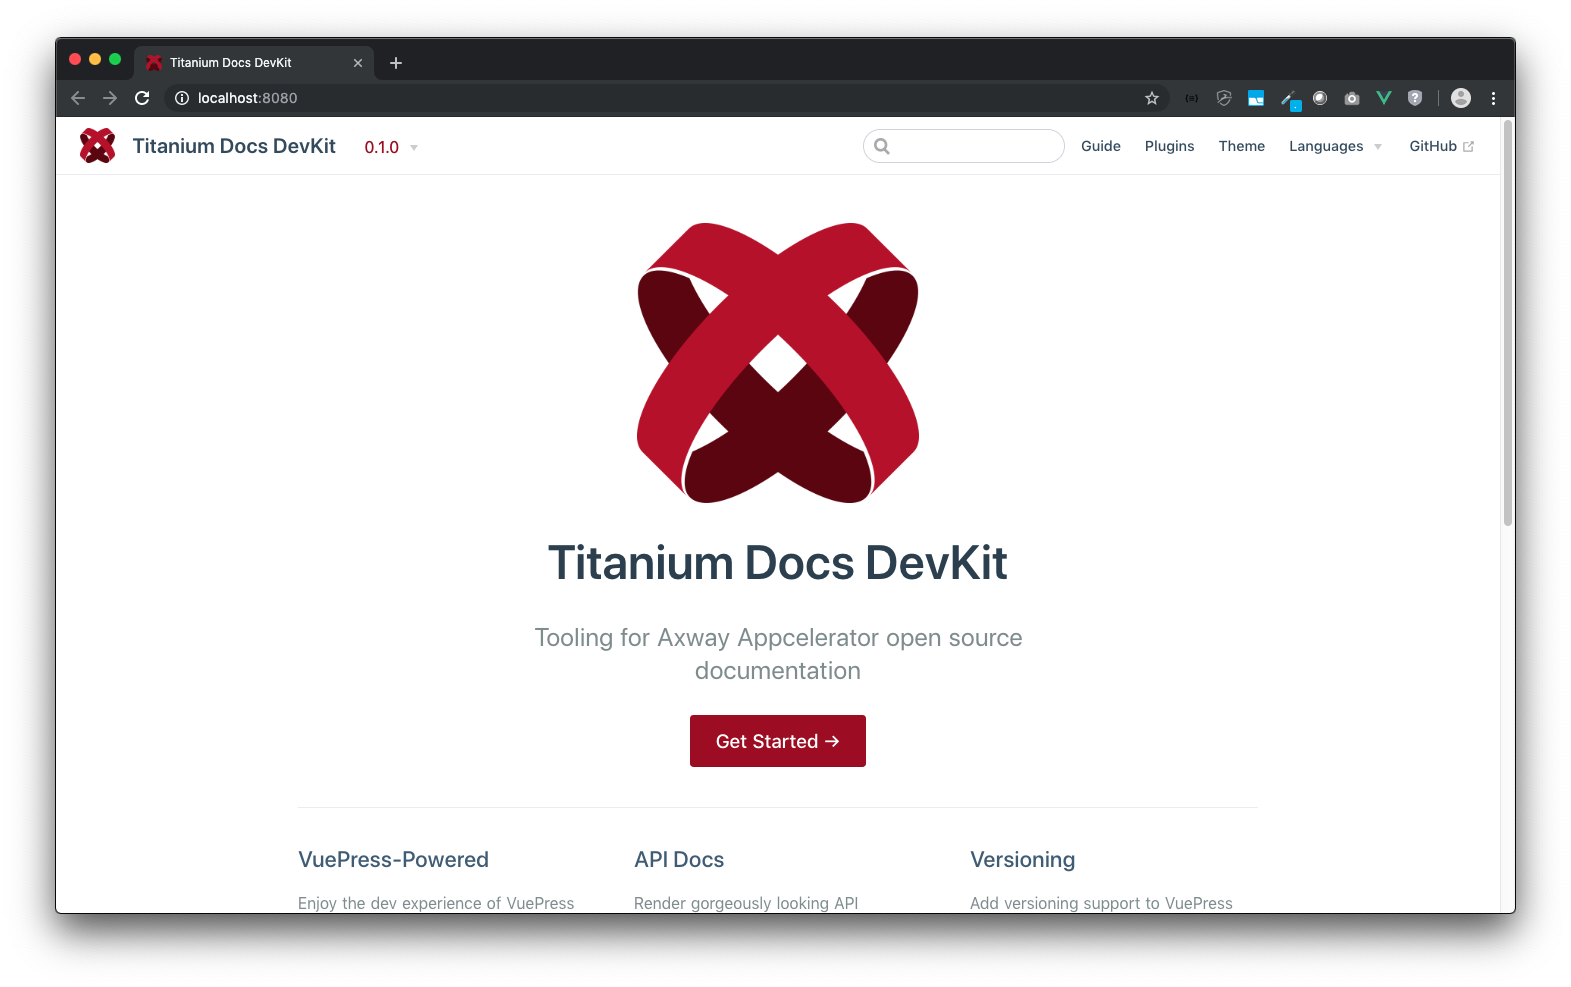 Titanium Docs DevKit
localhost:8080
Titanium Docs DevKit 0.1.0 Guide Plugins Theme Languages GitHub
Titanium Docs DevKit
Tooling for Axway Appcelerator open source
documentation
Get Started →
VuePress-Powered
Enjoy the dev experience of VuePress
API Docs
Render gorgeously looking API
Versioning
Add versioning support to VuePress